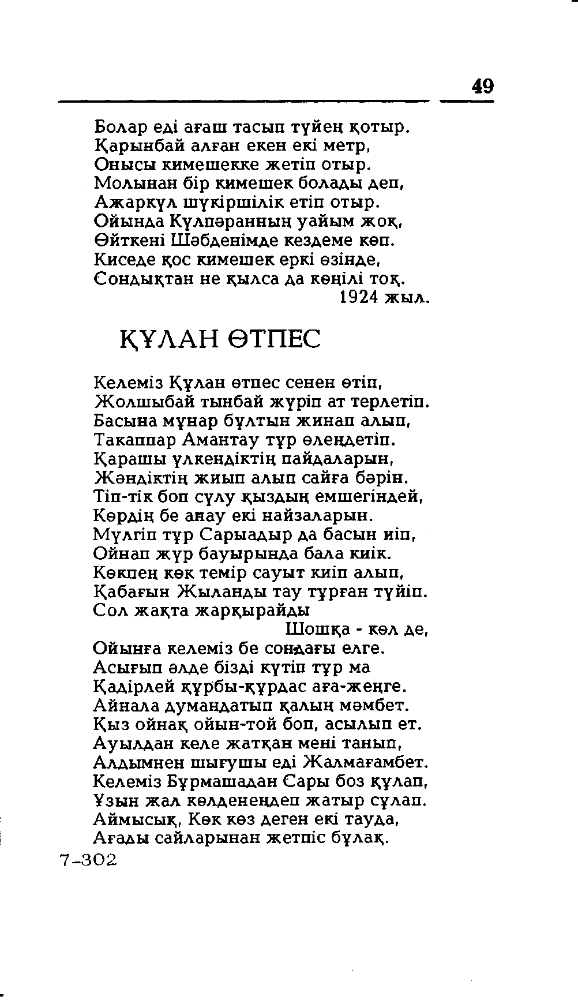 49
Болар еді ағаш тасып түйең қотыр.
Қарынбай алған екен екі метр,
Онысы кимешекке жетіп отыр.
Молынан бір кимешек болады деп,
Ажаркүл шүкіршілік етіп отыр.
Ойында Күлпәранның уайым жоқ,
Өйткені Шәбденімде кездеме көп.
Киседе қос кимешек еркі өзінде,
Сондықтан не қылса да көңілі тоқ.
1924 жыл.
ҚҰЛАН ӨТПЕС
Келеміз Құлан өтпес сенен өтіп,
Жолшыбай тынбай жүріп ат терлетіп.
Басына мұнар бұлтын жинап алып,
Такаппар Амантау тұр өлеңдетіп.
Қарашы үлкендіктің пайдаларын,
Жәндіктің жиып алып сайға бәрін.
Тіп-тік боп сүлу қыздың емшегіндей,
Көрдің бе анау екі найзаларын.
Мүлгіп тұр Сарыадыр да басын иіп,
Ойнап жүр бауырында бала киік.
Көкпең көк темір сауыт киіп алып,
Қабағын Жыланды тау тұрған түйіп.
Сол жақта жарқырайды
Шошқа - көл де,
Ойынға келеміз бе сондағы елге.
Асығып әлде бізді күтіп тұр ма
Қадірлей құрбы-құрдас аға-жеңге.
Айнала думандатып қалың мәмбет.
Қыз ойнақ ойын-той боп, асылып ет.
Ауылдан келе жатқан мені танып,
Алдымнен шығушы еді Жалмағамбет.
Келеміз Бұрмашадан Сары боз құлап,
Ұзын жал көлденеңдеп жатыр сұлап.
Аймысық, Көк көз деген екі тауда,
Ағады сайларынан жетпіс бұлақ.
7-302